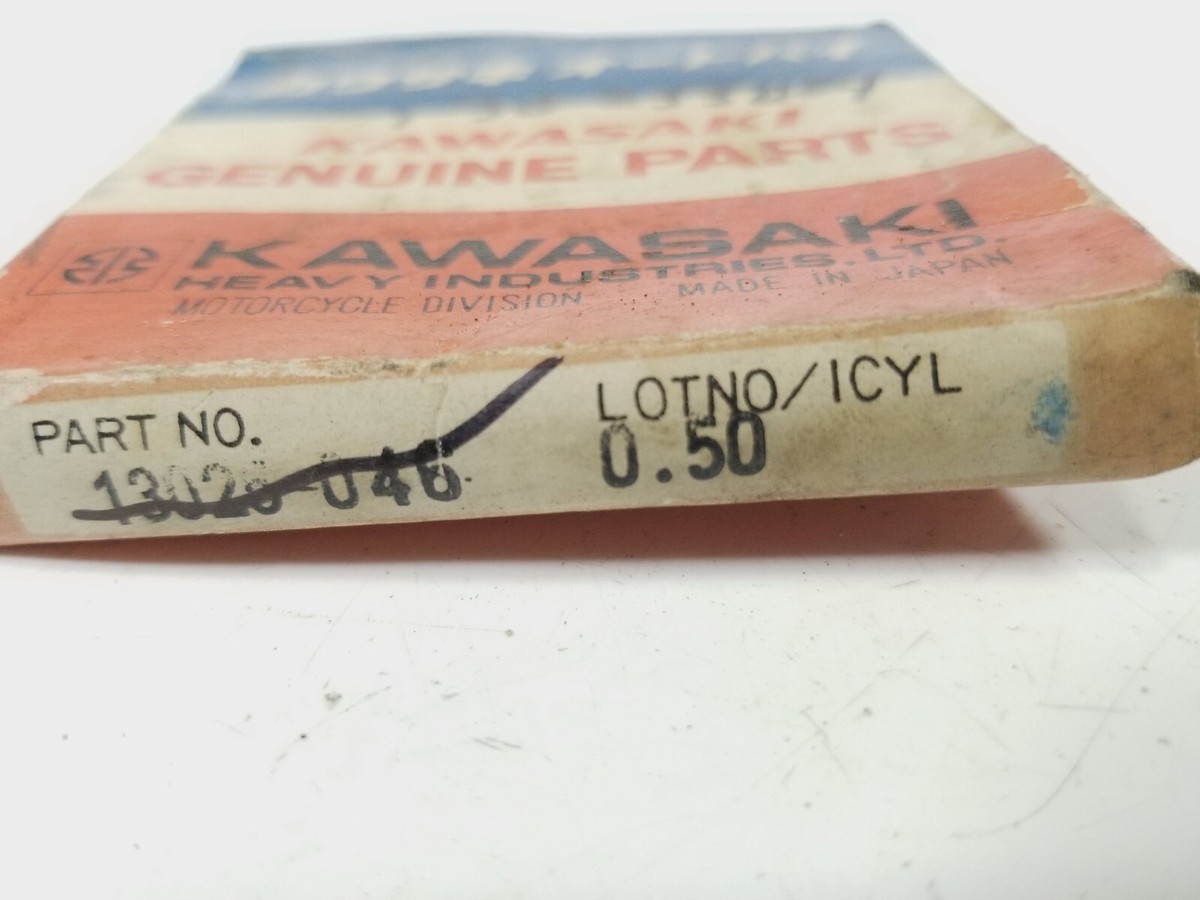 KAWASAKI
GENUINE PARTS
KAWASAKI
HEAVY INDUSTRIES.LTD.
MOTORCYCLE DIVISION MADE IN JAPAN
PART NO. LOTNO/ICYL
0.50